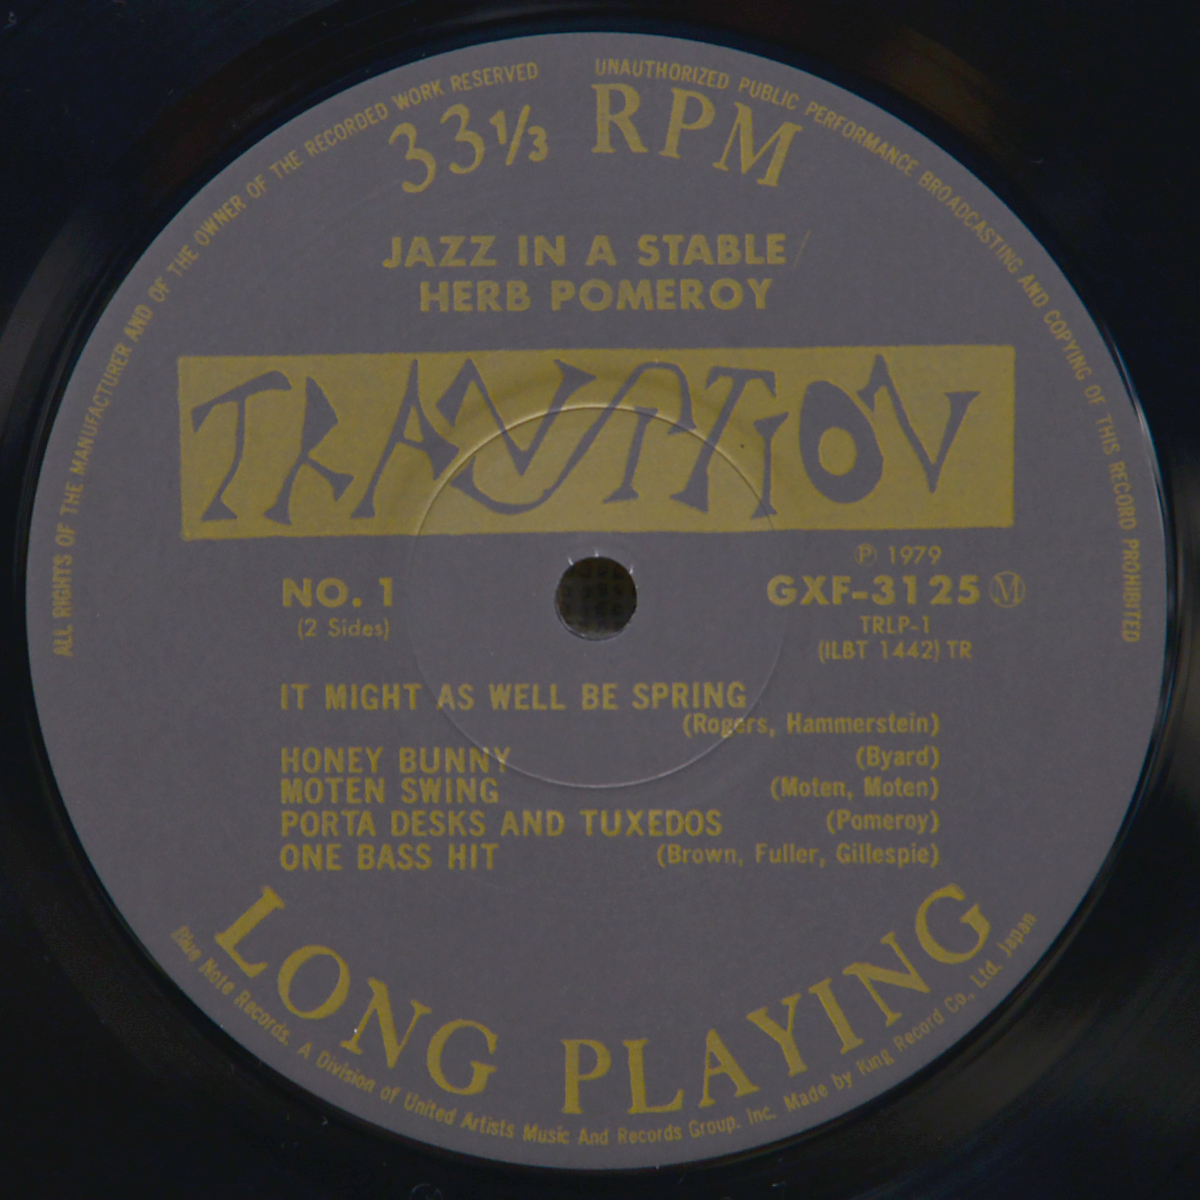 ALL RIGHTS OF THE MANUFACTURER AND OF THE OWNER OF THE RECORDED WORK RESERVED
UNAUTHORIZED PUBLIC PERFORMANCE BROADCASTING AND COPYING OF THIS RECORD PROHIBITED
33⅓ RPM
JAZZ IN A STABLE/
HERB POMEROY
TRANSITION
Ⓟ 1979
NO. 1
GXF-3125 Ⓜ
(2 Sides)
TRLP-1
(ILBT 1442) TR
IT MIGHT AS WELL BE SPRING
(Rogers, Hammerstein)
HONEY BUNNY (Byard)
MOTEN SWING (Moten, Moten)
PORTA DESKS AND TUXEDOS (Pomeroy)
ONE BASS HIT (Brown, Fuller, Gillespie)
LONG PLAYING
Blue Note Records. A Division of United Artists Music And Records Group. Inc. Made by King Record Co., Ltd. Japan